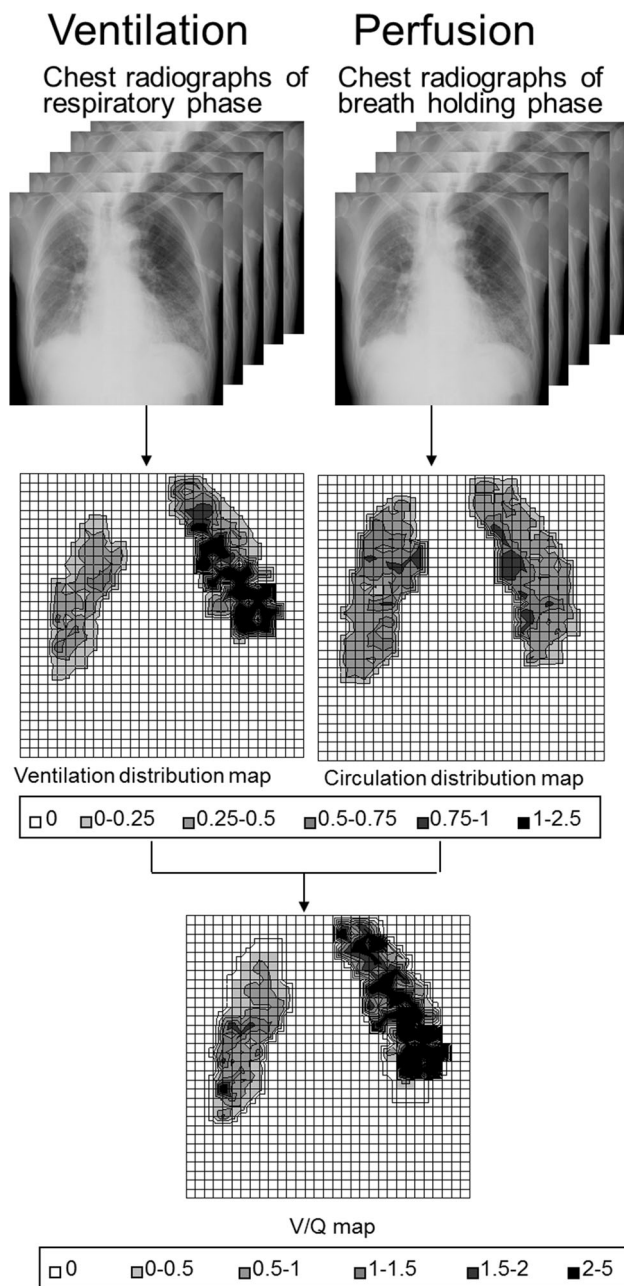 Ventilation
Perfusion
Chest radiographs of
respiratory phase
Chest radiographs of
breath holding phase
Ventilation distribution map
Circulation distribution map
0 0-0.25 0.25-0.5 0.5-0.75 0.75-1 1-2.5
V/Q map
0 0-0.5 0.5-1 1-1.5 1.5-2 2-5